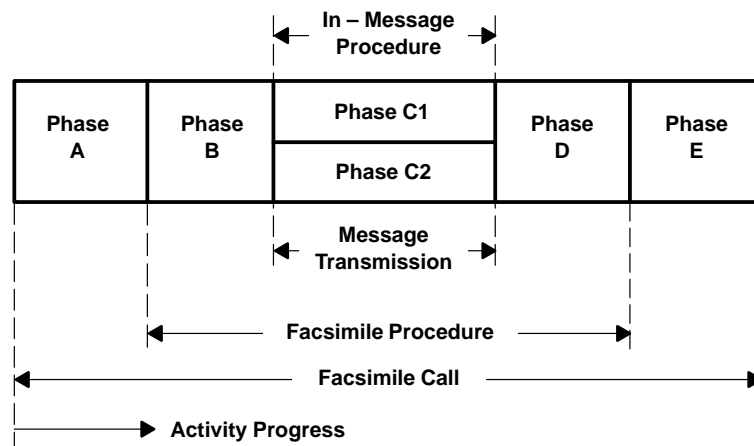 In – Message
Procedure
Phase
A
Phase
B
Phase C1
Phase C2
Phase
D
Phase
E
Message
Transmission
Facsimile Procedure
Facsimile Call
Activity Progress